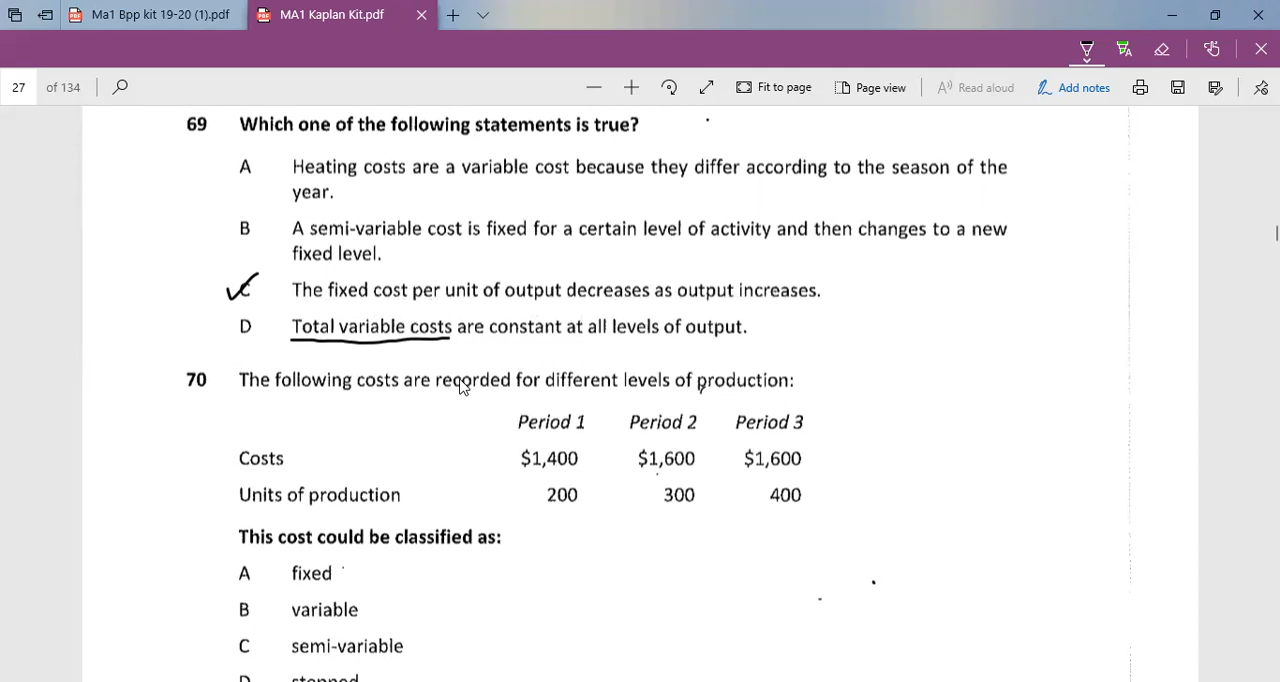 Ma1 Bpp kit 19-20 (1).pdf
MA1 Kaplan Kit.pdf
27 of 134
Fit to page
Page view
Read aloud
Add notes
69 Which one of the following statements is true?
A Heating costs are a variable cost because they differ according to the season of the
year.
B A semi-variable cost is fixed for a certain level of activity and then changes to a new
fixed level.
C The fixed cost per unit of output decreases as output increases.
D Total variable costs are constant at all levels of output.
70 The following costs are recorded for different levels of production:
Period 1 Period 2 Period 3
Costs $1,400 $1,600 $1,600
Units of production 200 300 400
This cost could be classified as:
A fixed
B variable
C semi-variable
D stepped